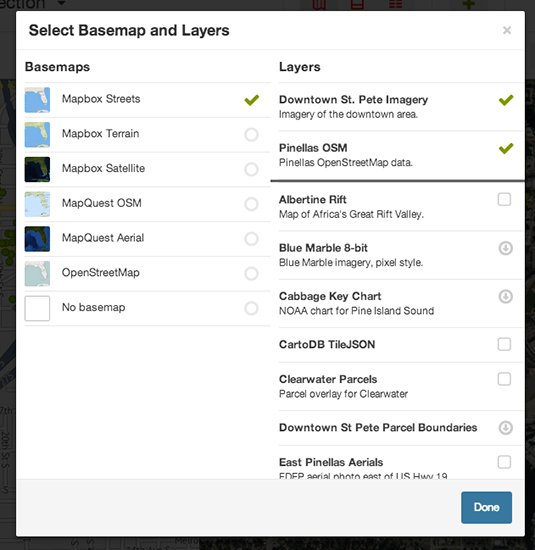 ection
Select Basemap and Layers ×
Basemaps
Mapbox Streets
Mapbox Terrain
Mapbox Satellite
MapQuest OSM
MapQuest Aerial
OpenStreetMap
No basemap
Layers
Downtown St. Pete Imagery
Imagery of the downtown area.
Pinellas OSM
Pinellas OpenStreetMap data.
Albertine Rift
Map of Africa's Great Rift Valley.
Blue Marble 8-bit
Blue Marble imagery, pixel style.
Cabbage Key Chart
NOAA chart for Pine Island Sound
CartoDB TileJSON
Clearwater Parcels
Parcel overlay for Clearwater
Downtown St Pete Parcel Boundaries
East Pinellas Aerials
FDEP aerial photo east of US Hwy 19
Done
7th
20th St S